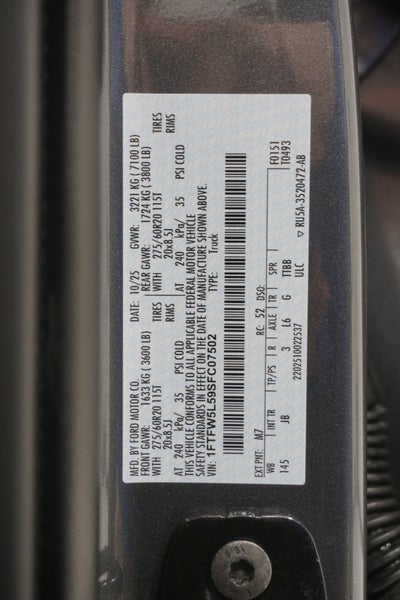 MFD. BY FORD MOTOR CO. 10/25 GVWR: 3221 KG ( 7100 LB)
FRONT GAWR: 1633 KG ( 3600 LB) REAR GAWR: 1724 KG ( 3800 LB)
WITH 275/60R20 115T TIRES WITH 275/60R20 115T TIRES
20x8.5J RIMS 20x8.5J RIMS
AT 240 kPa/ 35 PSI COLD AT 240 kPa/ 35 PSI COLD
THIS VEHICLE CONFORMS TO ALL APPLICABLE FEDERAL MOTOR VEHICLE
SAFETY STANDARDS IN EFFECT ON THE DATE OF MANUFACTURE SHOWN ABOVE.
VIN: 1FTFW5L59SFC07502 TYPE: Truck
EXT PNT: M7 RC: 52 DSO: F0151
WB INT TR TP/PS R AXLE TR SPR T0493
145 JB 3 L6 G TTBB
2202510022537 ULC ▽ RU5A-3520472-AB